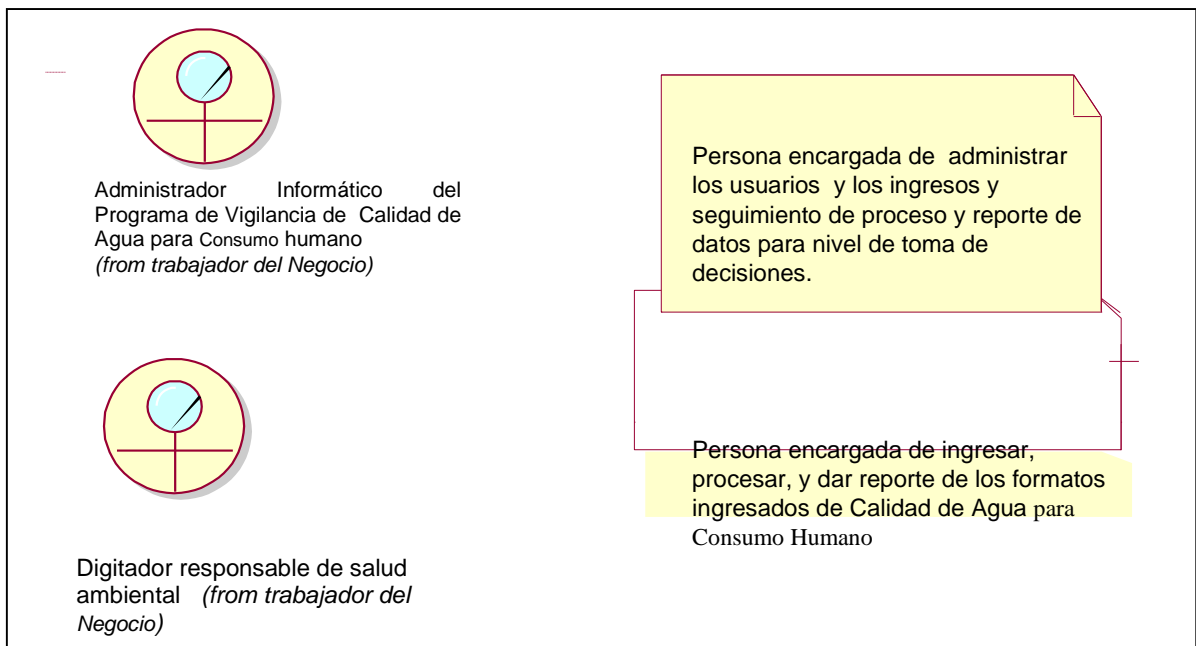 Administrador Informático del
Programa de Vigilancia de Calidad de
Agua para Consumo humano
(from trabajador del Negocio)
Persona encargada de administrar
los usuarios y los ingresos y
seguimiento de proceso y reporte de
datos para nivel de toma de
decisiones.
Digitador responsable de salud
ambiental (from trabajador del
Negocio)
Persona encargada de ingresar,
procesar, y dar reporte de los formatos
ingresados de Calidad de Agua para
Consumo Humano